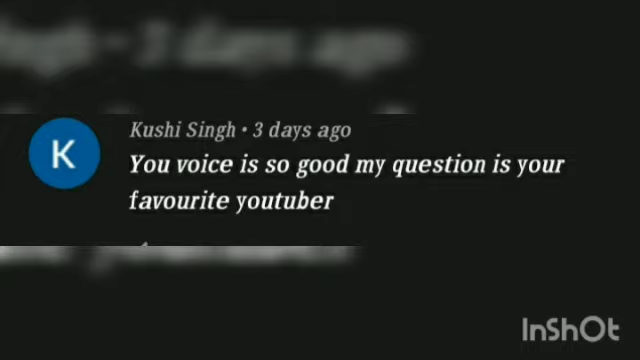 Kushi Singh • 3 days ago
K
You voice is so good my question is your
favourite youtuber
InShOt